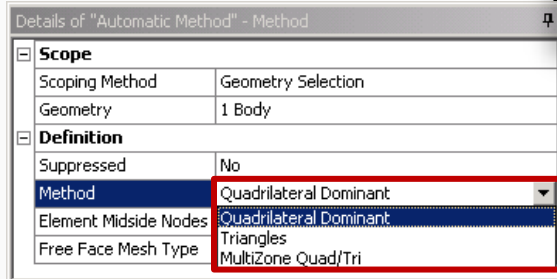 Details of "Automatic Method" - Method
Scope
Scoping Method Geometry Selection
Geometry 1 Body
Definition
Suppressed No
Method Quadrilateral Dominant
Element Midside Nodes Quadrilateral Dominant
Triangles
Free Face Mesh Type MultiZone Quad/Tri